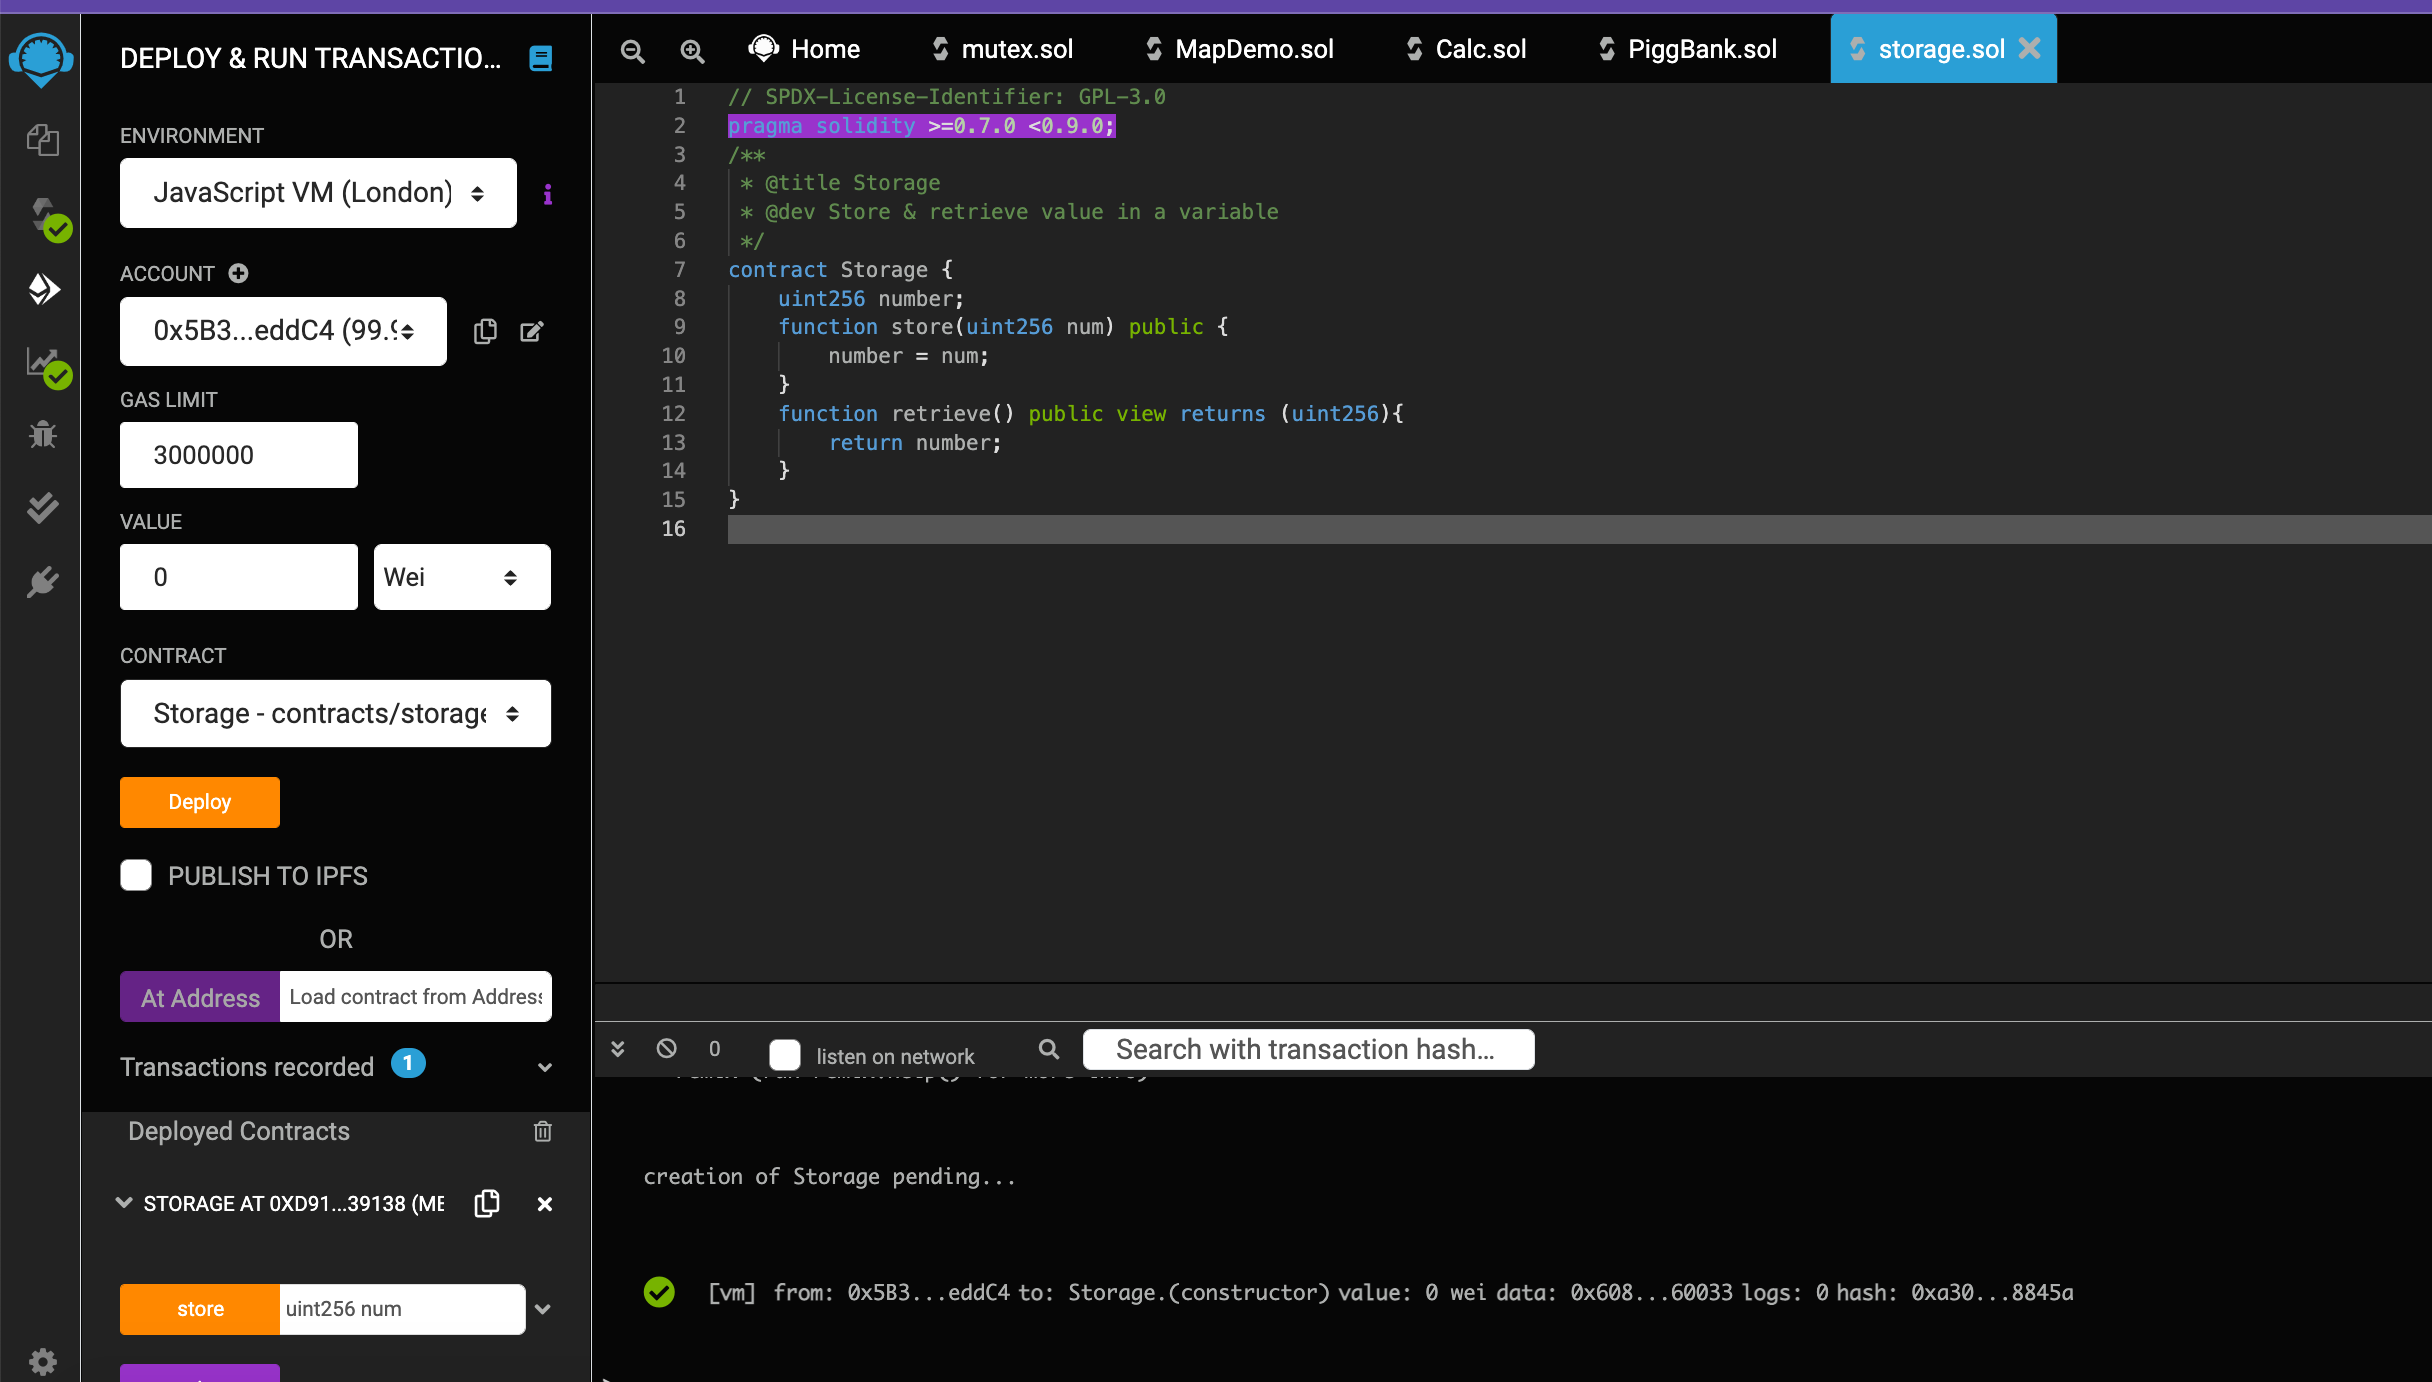 DEPLOY & RUN TRANSACTIO...
ENVIRONMENT
JavaScript VM (London)
i
ACCOUNT
0x5B3...eddC4 (99.9
GAS LIMIT
3000000
VALUE
0
Wei
CONTRACT
Storage - contracts/storage
Deploy
PUBLISH TO IPFS
OR
At Address
Load contract from Address
Transactions recorded 1
Deployed Contracts
STORAGE AT 0XD91...39138 (ME
store
uint256 num
Home
mutex.sol
MapDemo.sol
Calc.sol
PiggBank.sol
storage.sol
1 // SPDX-License-Identifier: GPL-3.0
2 pragma solidity >=0.7.0 <0.9.0;
3 /**
4 * @title Storage
5 * @dev Store & retrieve value in a variable
6 */
7 contract Storage {
8 uint256 number;
9 function store(uint256 num) public {
10 number = num;
11 }
12 function retrieve() public view returns (uint256){
13 return number;
14 }
15 }
16
0
listen on network
Search with transaction hash...
creation of Storage pending...
[vm] from: 0x5B3...eddC4 to: Storage.(constructor) value: 0 wei data: 0x608...60033 logs: 0 hash: 0xa30...8845a